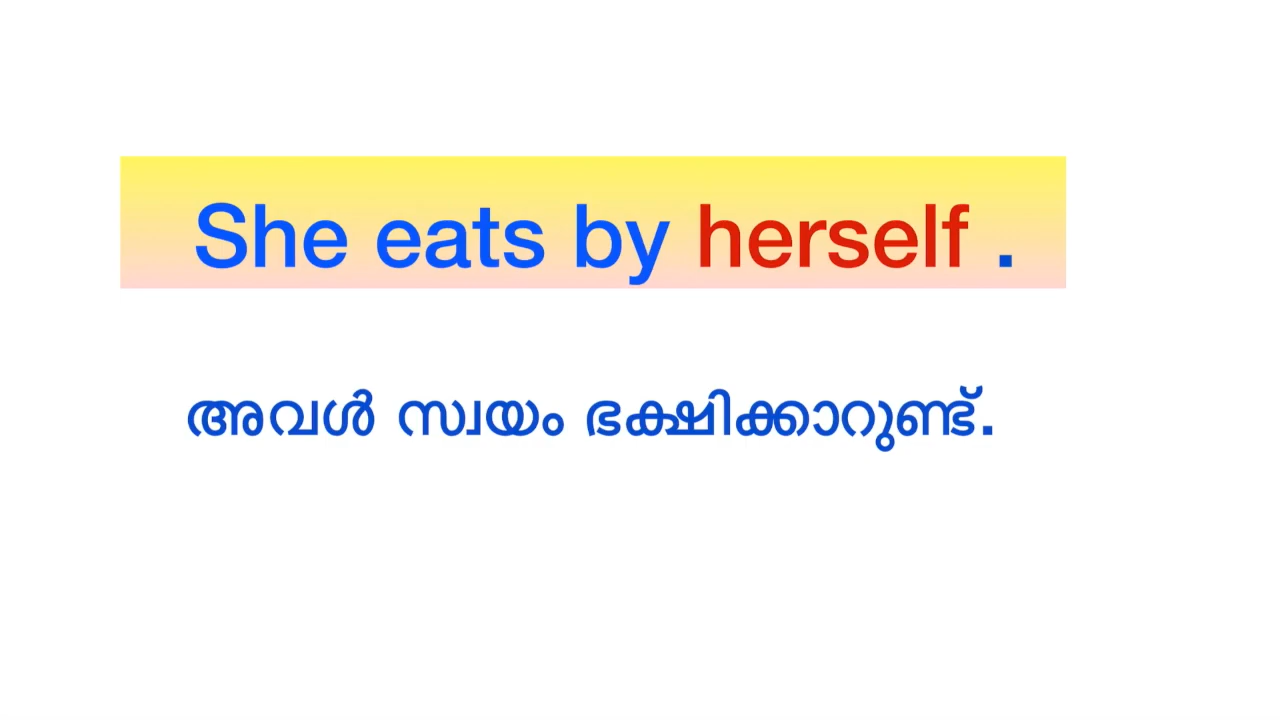 She eats by herself .
അവൾ സ്വയം ഭക്ഷിക്കാറുണ്ട്.